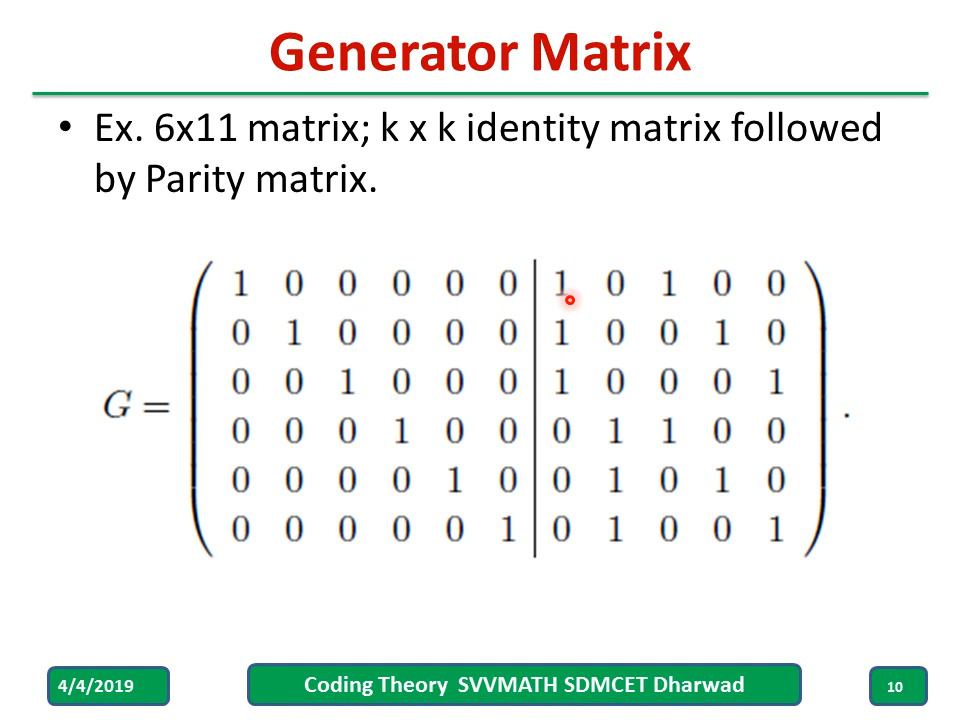 Generator Matrix
• Ex. 6x11 matrix; k x k identity matrix followed
by Parity matrix.
1 0 0 0 0 0 | 1 0 1 0 0
0 1 0 0 0 0 | 1 0 0 1 0
0 0 1 0 0 0 | 1 0 0 0 1
G = 0 0 0 1 0 0 | 0 1 1 0 0 .
0 0 0 0 1 0 | 0 1 0 1 0
0 0 0 0 0 1 | 0 1 0 0 1
4/4/2019
Coding Theory SVVMATH SDMCET Dharwad
10